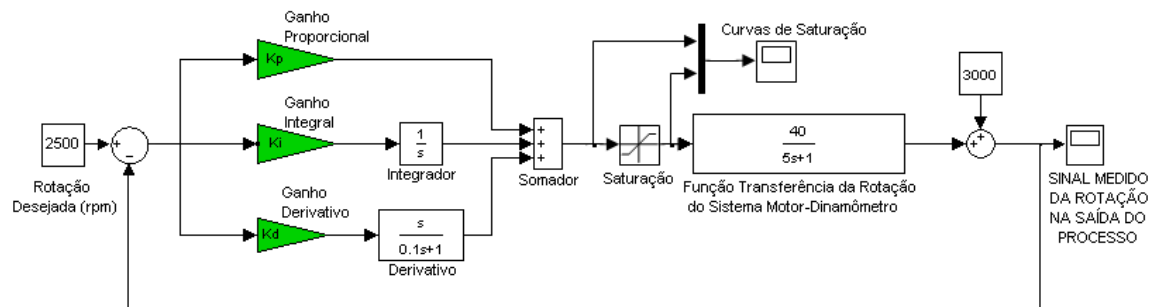 Ganho
Proporcional
Kp
Curvas de Saturação
3000
Ganho
Integral
2500
+
−
Ki
1
s
Integrador
+
+
+
Somador
Saturação
40
5s+1
+
+
Rotação
Desejada (rpm)
Função Transferência da Rotação
do Sistema Motor-Dinamômetro
SINAL MEDIDO
DA ROTAÇÃO
NA SAÍDA DO
PROCESSO
Ganho
Derivativo
Kd
s
0.1s+1
Derivativo